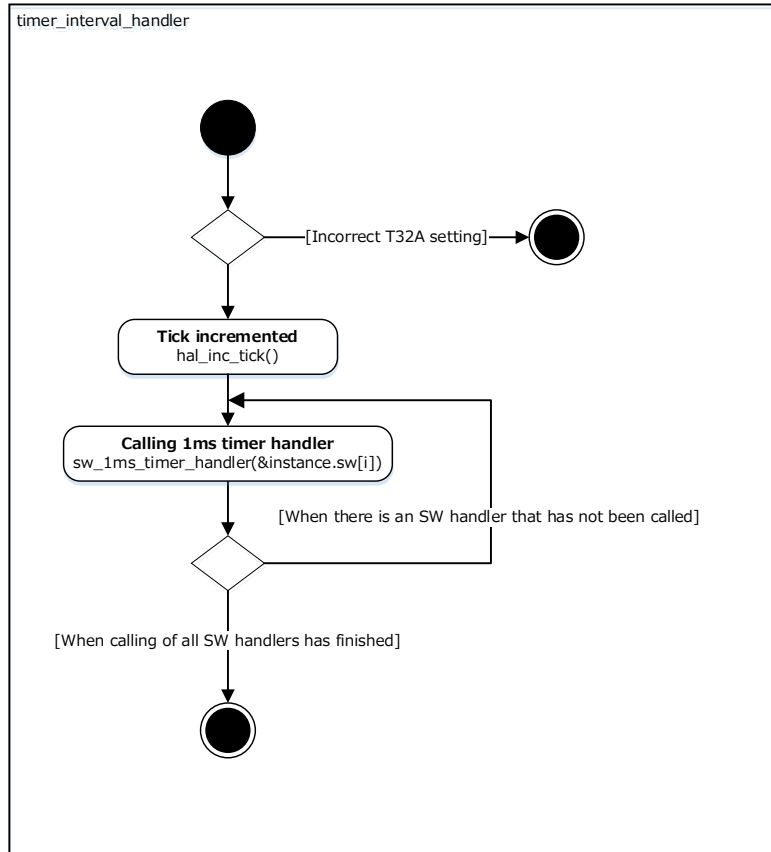 timer_interval_handler
[Incorrect T32A setting]
Tick incremented
hal_inc_tick()
Calling 1ms timer handler
sw_1ms_timer_handler(&instance.sw[i])
[When there is an SW handler that has not been called]
[When calling of all SW handlers has finished]